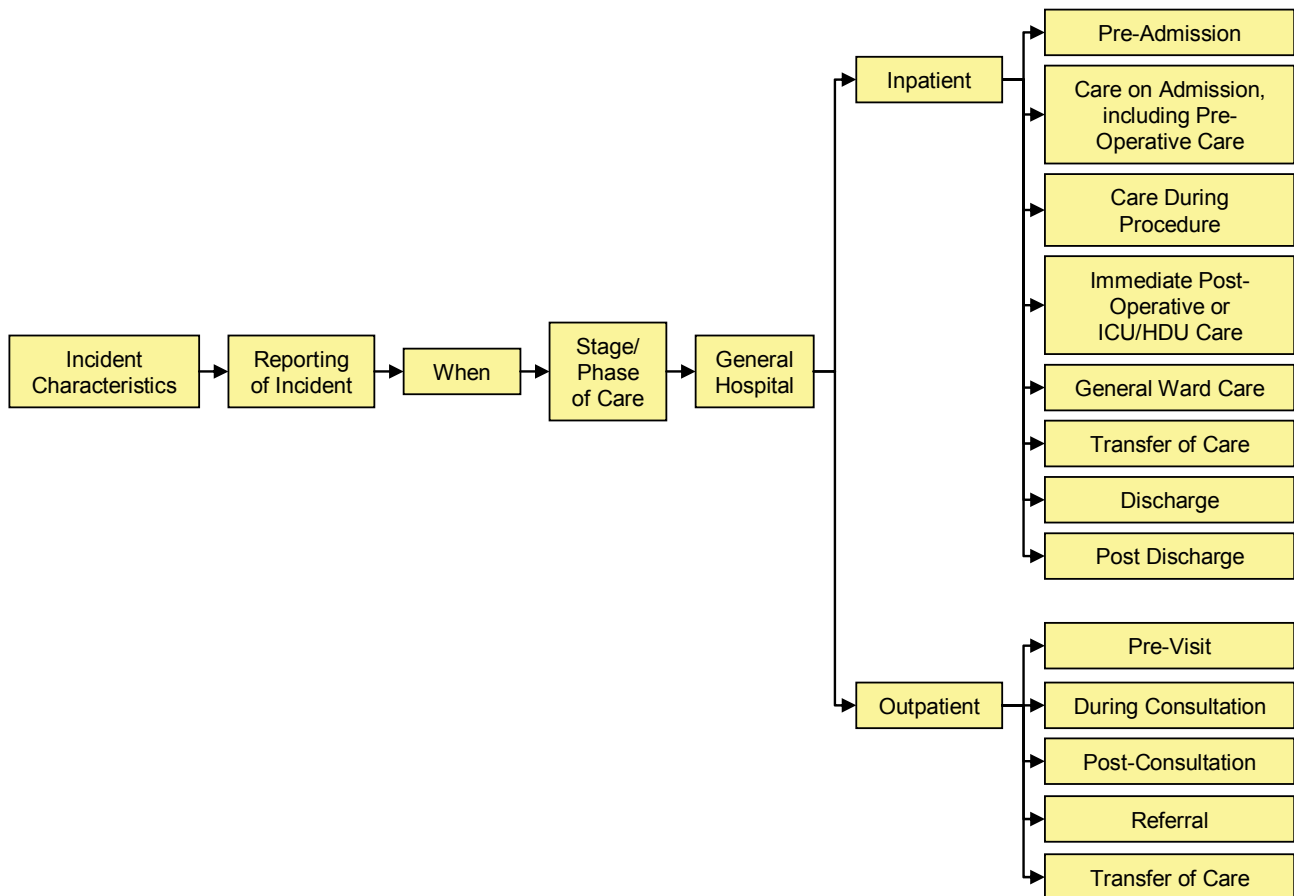 Incident
Characteristics
Reporting
of Incident
When
Stage/
Phase
of Care
General
Hospital
Inpatient
Pre-Admission
Care on Admission,
including Pre-
Operative Care
Care During
Procedure
Immediate Post-
Operative or
ICU/HDU Care
General Ward Care
Transfer of Care
Discharge
Post Discharge
Outpatient
Pre-Visit
During Consultation
Post-Consultation
Referral
Transfer of Care